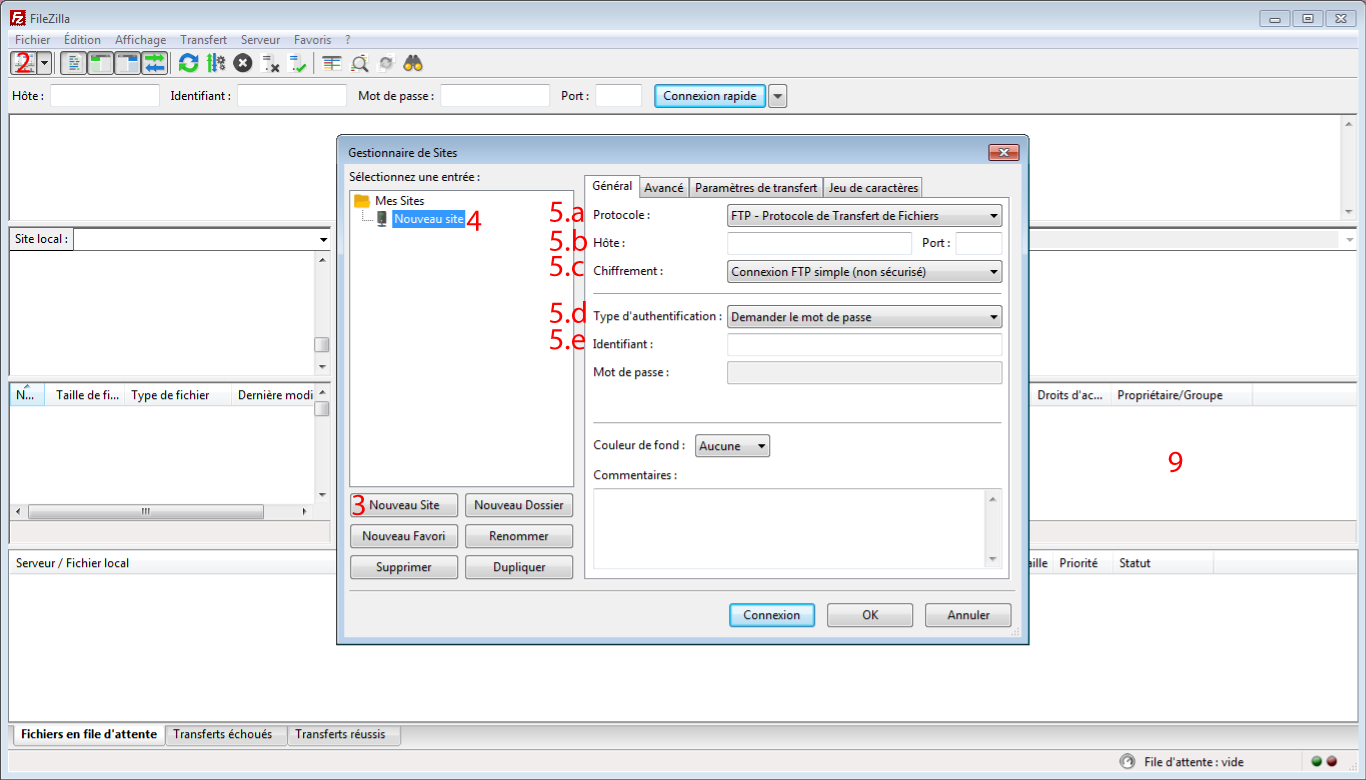 FileZilla
Fichier Édition Affichage Transfert Serveur Favoris ?
2
Hôte : Identifiant : Mot de passe : Port : Connexion rapide
Gestionnaire de Sites
Sélectionnez une entrée :
Mes Sites
Nouveau site 4
Général Avancé Paramètres de transfert Jeu de caractères
5.a Protocole : FTP - Protocole de Transfert de Fichiers
5.b Hôte : Port :
5.c Chiffrement : Connexion FTP simple (non sécurisé)
5.d Type d'authentification : Demander le mot de passe
5.e Identifiant :
Mot de passe :
Couleur de fond : Aucune
Commentaires :
3 Nouveau Site Nouveau Dossier
Nouveau Favori Renommer
Supprimer Dupliquer
Connexion OK Annuler
Site local :
N... Taille de fi... Type de fichier Dernière modi
Droits d'ac... Propriétaire/Groupe
9
Serveur / Fichier local aille Priorité Statut
Fichiers en file d'attente Transferts échoués Transferts réussis
File d'attente : vide